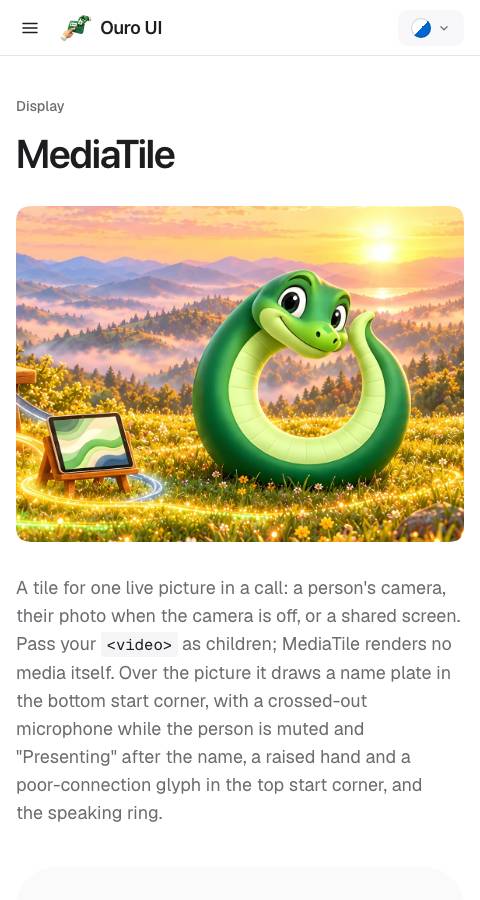 Ouro UI
Display
MediaTile
A tile for one live picture in a call: a person's camera,
their photo when the camera is off, or a shared screen.
Pass your <video> as children; MediaTile renders no
media itself. Over the picture it draws a name plate in
the bottom start corner, with a crossed-out
microphone while the person is muted and
"Presenting" after the name, a raised hand and a
poor-connection glyph in the top start corner, and
the speaking ring.